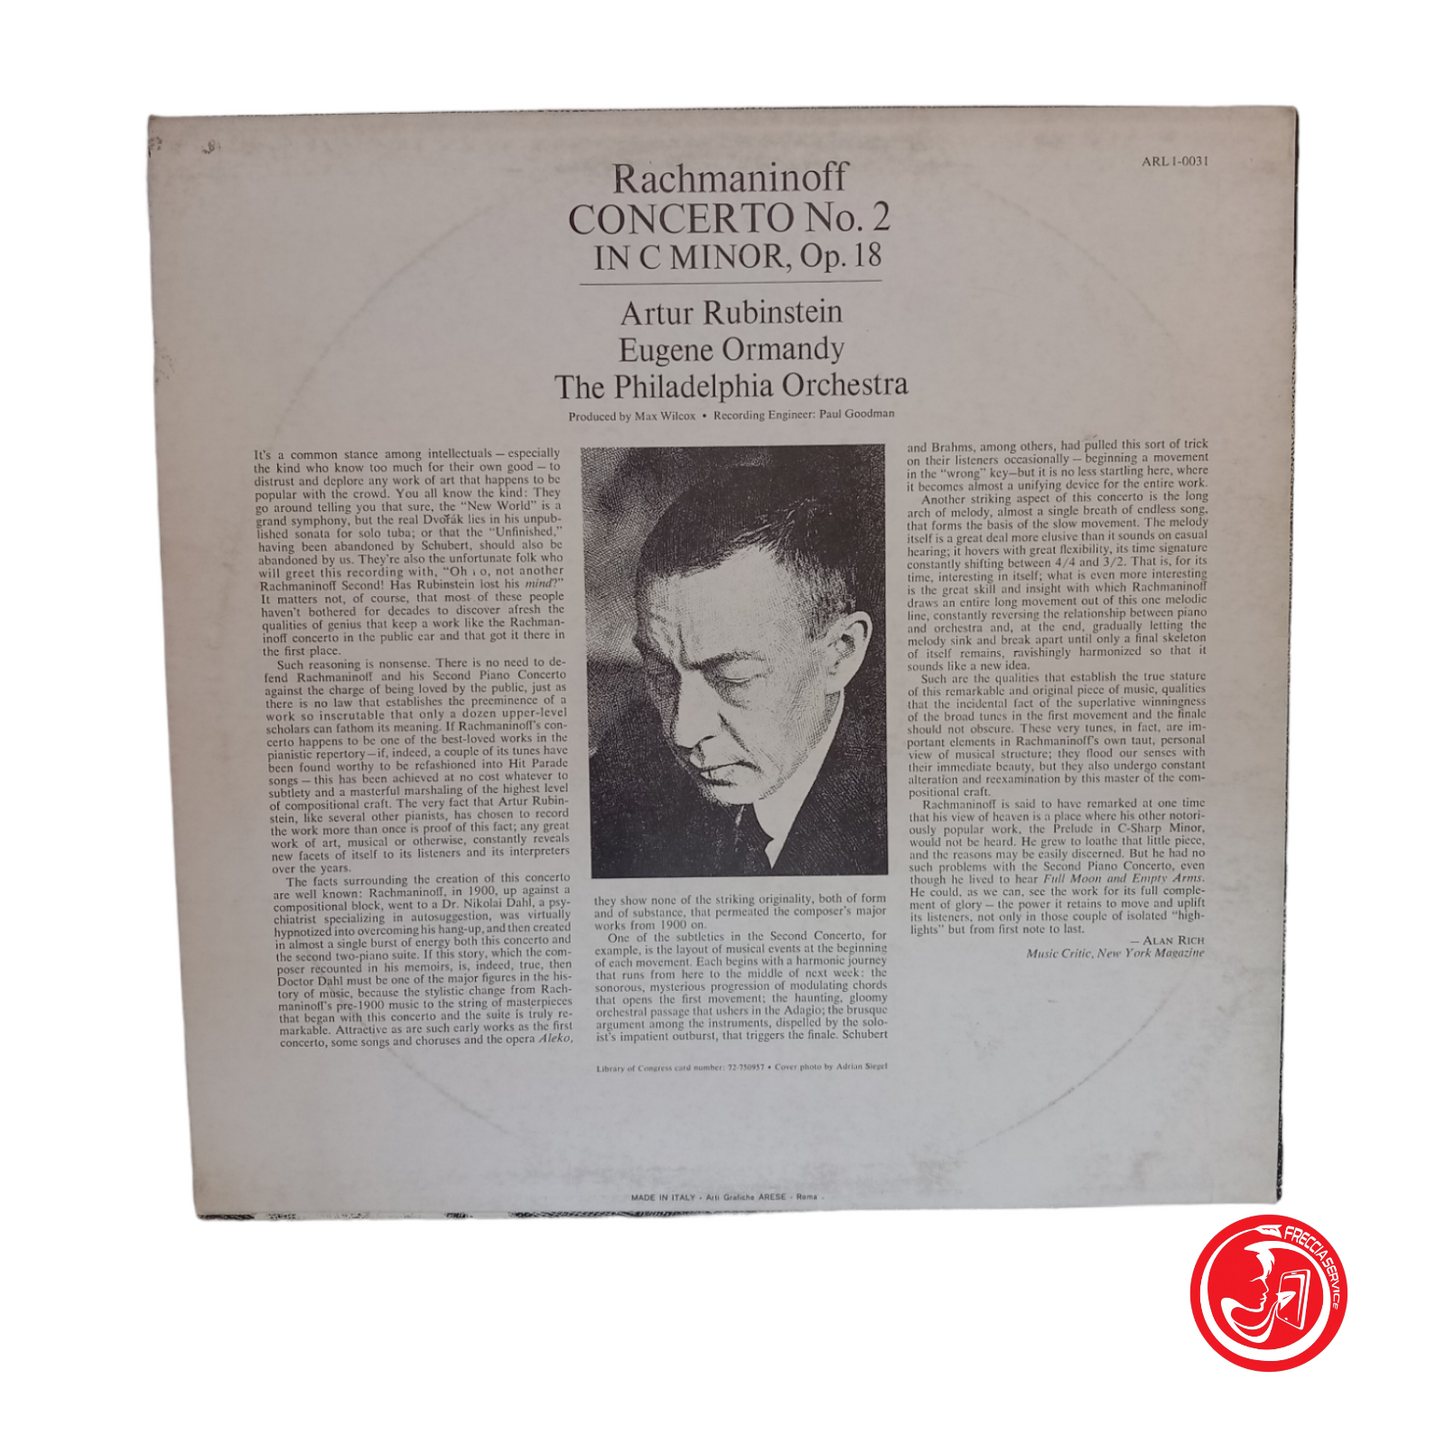 ARL1-0031
Rachmaninoff
CONCERTO No. 2
IN C MINOR, Op. 18
Artur Rubinstein
Eugene Ormandy
The Philadelphia Orchestra
Produced by Max Wilcox • Recording Engineer: Paul Goodman
It's a common stance among intellectuals – especially
the kind who know too much for their own good – to
distrust and deplore any work of art that happens to be
popular with the crowd. You all know the kind: They
go around telling you that sure, the “New World” is a
grand symphony, but the real Dvořák lies in his unpub-
lished sonata for solo tuba; or that the “Unfinished,”
having been abandoned by Schubert, should also be
abandoned by us. They're also the unfortunate folk who
will greet this recording with, “Oh o, not another
Rachmaninoff Second! Has Rubinstein lost his mind?”
It matters not, of course, that most of these people
haven't bothered for decades to discover afresh the
qualities of genius that keep a work like the Rachman-
inoff concerto in the public ear and that got it there in
the first place.
Such reasoning is nonsense. There is no need to de-
fend Rachmaninoff and his Second Piano Concerto
against the charge of being loved by the public, just as
there is no law that establishes the preeminence of a
work so inscrutable that only a dozen upper-level
scholars can fathom its meaning. If Rachmaninoff's con-
certo happens to be one of the best-loved works in the
pianistic repertory – if, indeed, a couple of its tunes have
been found worthy to be refashioned into Hit Parade
songs – this has been achieved at no cost whatever to
subtlety and a masterful marshaling of the highest level
of compositional craft. The very fact that Artur Rubin-
stein, like several other pianists, has chosen to record
the work more than once is proof of this fact; any great
work of art, musical or otherwise, constantly reveals
new facets of itself to its listeners and its interpreters
over the years.
The facts surrounding the creation of this concerto
are well known: Rachmaninoff, in 1900, up against a
compositional block, went to a Dr. Nikolai Dahl, a psy-
chiatrist specializing in autosuggestion, was virtually
hypnotized into overcoming his hang-up, and then created
in almost a single burst of energy both this concerto and
the second two-piano suite. If this story, which the com-
poser recounted in his memoirs, is, indeed, true, then
Doctor Dahl must be one of the major figures in the his-
tory of music, because the stylistic change from Rach-
maninoff's pre-1900 music to the string of masterpieces
that began with this concerto and the suite is truly re-
markable. Attractive as are such early works as the first
concerto, some songs and choruses and the opera Aleko,
they show none of the striking originality, both of form
and of substance, that permeated the composer's major
works from 1900 on.
One of the subtleties in the Second Concerto, for
example, is the layout of musical events at the beginning
of each movement. Each begins with a harmonic journey
that runs from here to the middle of next week: the
sonorous, mysterious progression of modulating chords
that opens the first movement; the haunting, gloomy
orchestral passage that ushers in the Adagio; the brusque
argument among the instruments, dispelled by the solo-
ist's impatient outburst, that triggers the finale. Schubert
and Brahms, among others, had pulled this sort of trick
on their listeners occasionally – beginning a movement
in the “wrong” key – but it is no less startling here, where
it becomes almost a unifying device for the entire work.
Another striking aspect of this concerto is the long
arch of melody, almost a single breath of endless song,
that forms the basis of the slow movement. The melody
itself is a great deal more elusive than it sounds on casual
hearing; it hovers with great flexibility, its time signature
constantly shifting between 4/4 and 3/2. That is, for its
time, interesting in itself; what is even more interesting
is the great skill and insight with which Rachmaninoff
draws an entire long movement out of this one melodic
line, constantly reversing the relationship between piano
and orchestra and, at the end, gradually letting the
melody sink and break apart until only a final skeleton
of itself remains, ravishingly harmonized so that it
sounds like a new idea.
Such are the qualities that establish the true stature
of this remarkable and original piece of music, qualities
that the incidental fact of the superlative winningness
of the broad tunes in the first movement and the finale
should not obscure. These very tunes, in fact, are im-
portant elements in Rachmaninoff's own taut, personal
view of musical structure; they flood our senses with
their immediate beauty, but they also undergo constant
alteration and reexamination by this master of the com-
positional craft.
Rachmaninoff is said to have remarked at one time
that his view of heaven is a place where his other notori-
ously popular work, the Prelude in C-Sharp Minor,
would not be heard. He grew to loathe that little piece,
and the reasons may be easily discerned. But he had no
such problems with the Second Piano Concerto, even
though he lived to hear Full Moon and Empty Arms.
He could, as we can, see the work for its full comple-
ment of glory – the power it retains to move and uplift
its listeners, not only in those couple of isolated “high-
lights” but from first note to last.
– ALAN RICH
Music Critic, New York Magazine
Library of Congress card number: 72-750957 • Cover photo by Adrian Siegel
MADE IN ITALY - Arti Grafiche ARESE - Roma -
FRECCIA SERVICE